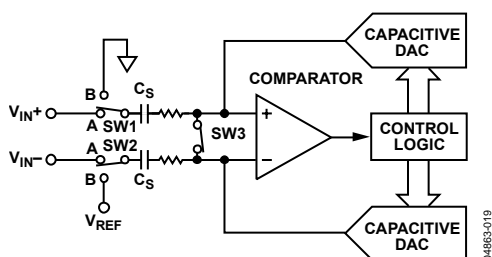 CAPACITIVE
DAC
COMPARATOR
B
CS
VIN+
A SW1
+
SW3
CONTROL
LOGIC
VIN–
A SW2
–
B
CS
VREF
CAPACITIVE
DAC
04863-019